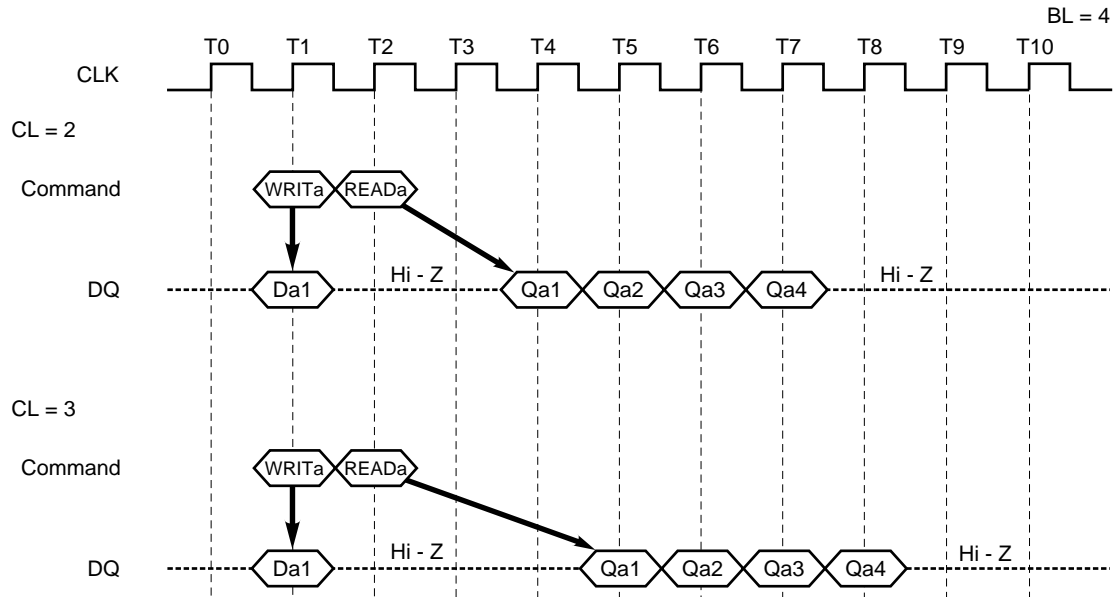 BL = 4
T0 T1 T2 T3 T4 T5 T6 T7 T8 T9 T10
CLK
CL = 2
Command WRITa READa
Hi - Z Hi - Z
DQ Da1 Qa1 Qa2 Qa3 Qa4
CL = 3
Command WRITa READa
Hi - Z Hi - Z
DQ Da1 Qa1 Qa2 Qa3 Qa4